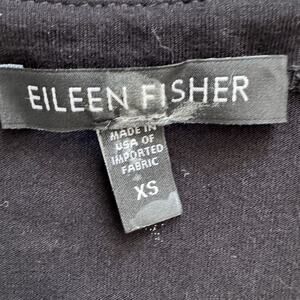 EILEEN FISHER
MADE IN
USA OF
IMPORTED
FABRIC
XS